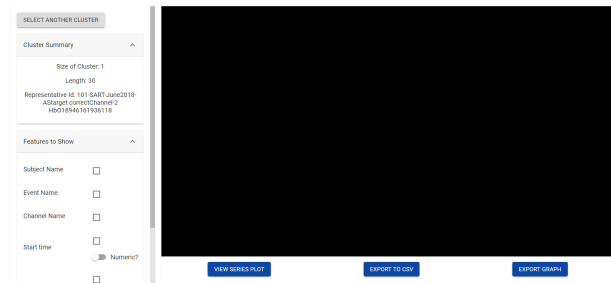 SELECT ANOTHER CLUSTER
Cluster Summary
Size of Cluster: 1
Length: 30
Representative Id: 101-SART-June2018-
AStarget correctChannel-2
HbO18946161936118
Features to Show
Subject Name
Event Name
Channel Name
Start time
Numeric?
VIEW SERIES PLOT
EXPORT TO CSV
EXPORT GRAPH